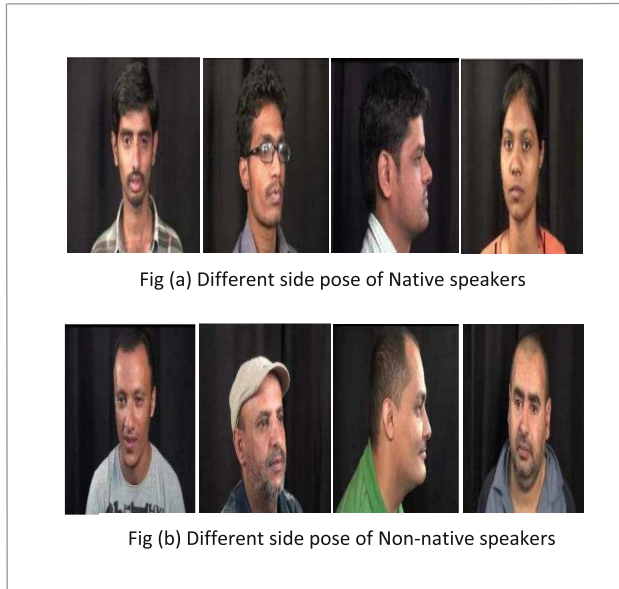 Fig (a) Different side pose of Native speakers
Fig (b) Different side pose of Non-native speakers